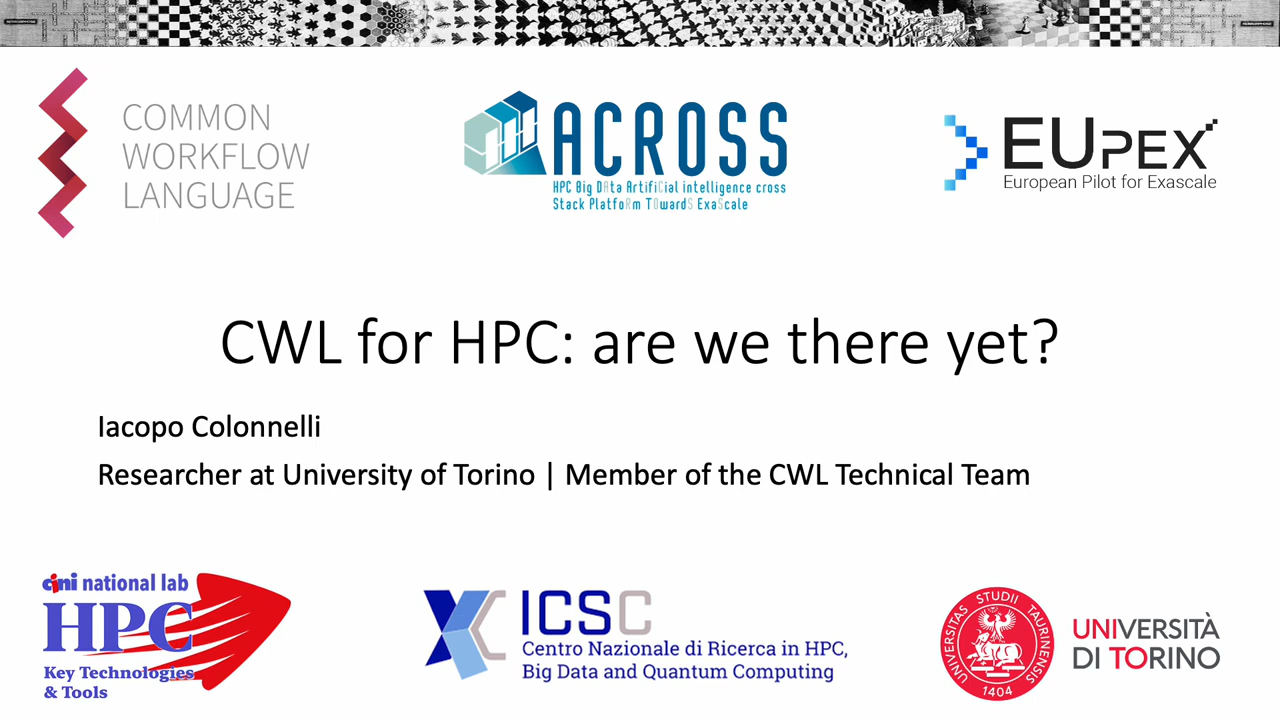 COMMON
WORKFLOW
LANGUAGE
ACROSS
HPC Big DAta ArtifiCial intelligence cross
Stack PlatfoRm TOwardS ExaScale
EUPEX
European Pilot for Exascale
CWL for HPC: are we there yet?
Iacopo Colonnelli
Researcher at University of Torino | Member of the CWL Technical Team
cini national lab
HPC
Key Technologies
& Tools
ICSC
Centro Nazionale di Ricerca in HPC,
Big Data and Quantum Computing
UNIVERSITAS STUDII TAURINENSIS
1404
UNIVERSITÀ
DI TORINO